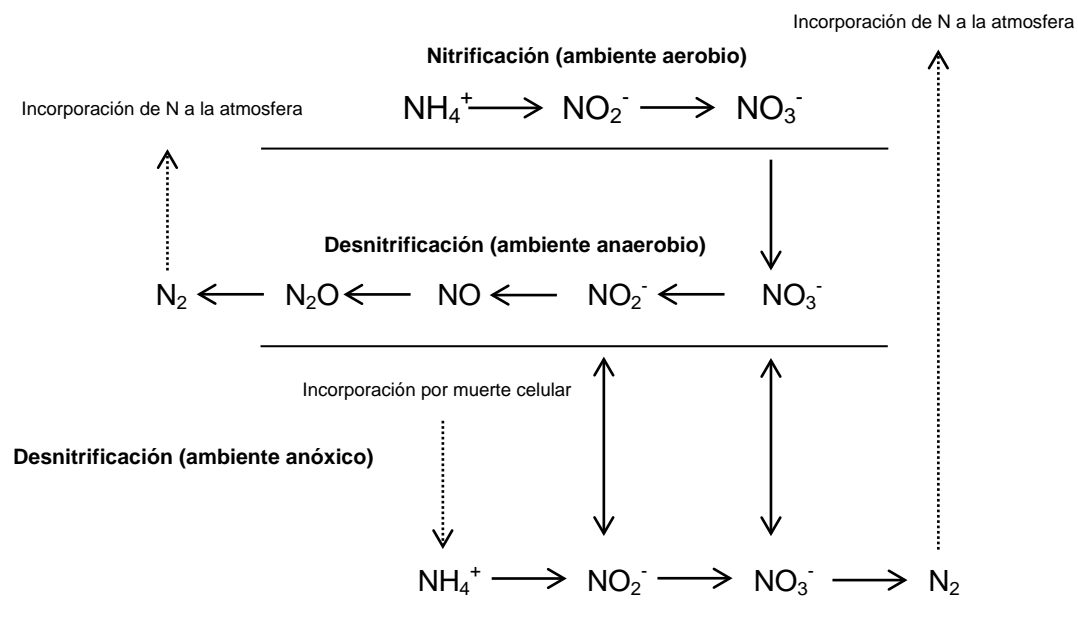 Incorporación de N a la atmosfera
Nitrificación (ambiente aerobio)
Incorporación de N a la atmosfera
NH₄⁺ NO₂⁻ NO₃⁻
Desnitrificación (ambiente anaerobio)
N₂ N₂O NO NO₂⁻ NO₃⁻
Incorporación por muerte celular
Desnitrificación (ambiente anóxico)
NH₄⁺ NO₂⁻ NO₃⁻ N₂